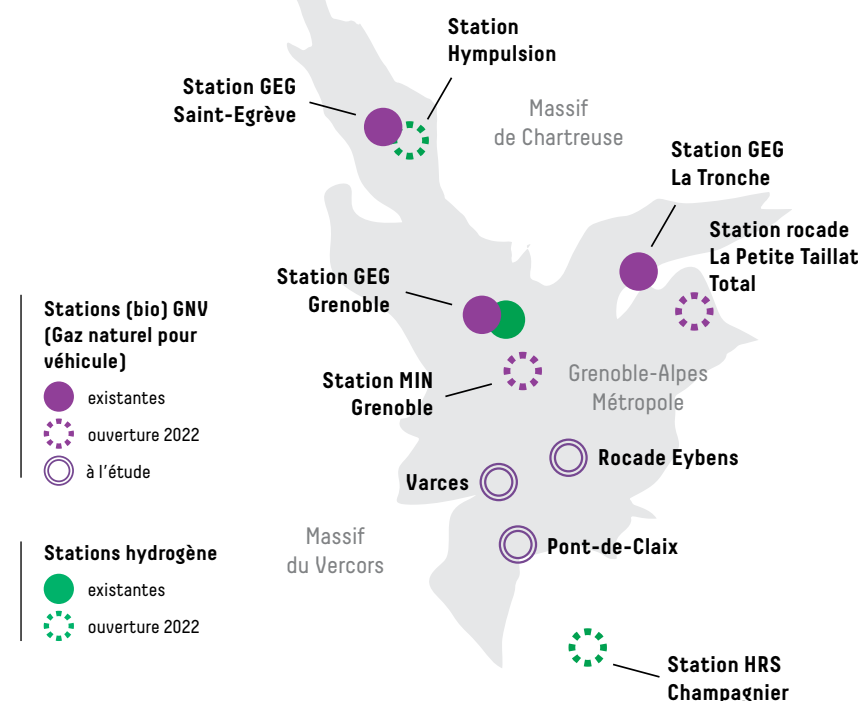 Station
Hympulsion
Station GEG
Saint-Egrève
Massif
de Chartreuse
Station GEG
La Tronche
Station rocade
La Petite Taillat
Total
Station GEG
Grenoble
Stations (bio) GNV
(Gaz naturel pour
véhicule)
existantes
ouverture 2022
à l'étude
Station MIN
Grenoble
Grenoble-Alpes
Métropole
Rocade Eybens
Varces
Pont-de-Claix
Massif
du Vercors
Stations hydrogène
existantes
ouverture 2022
Station HRS
Champagnier